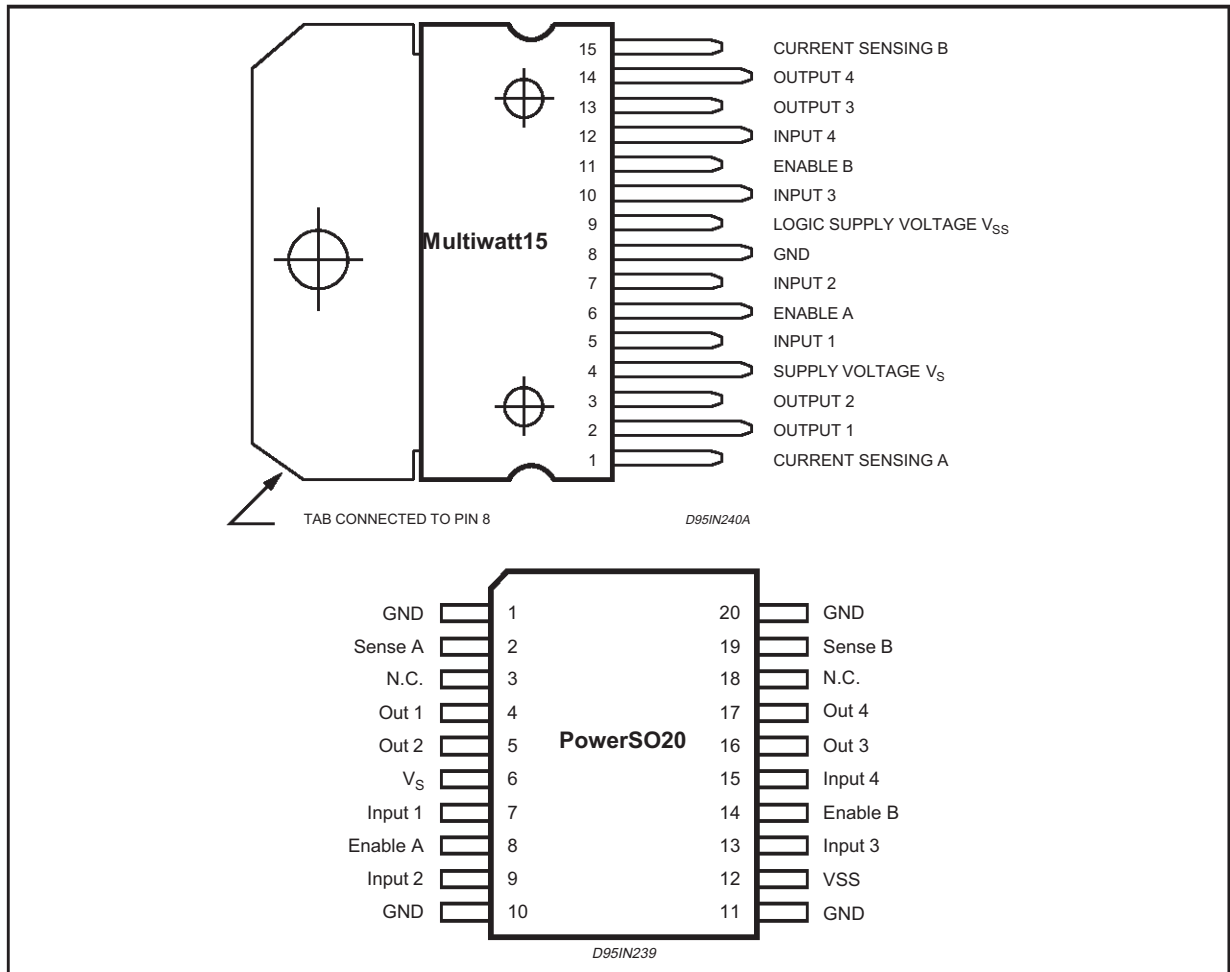 15 CURRENT SENSING B
14 OUTPUT 4
13 OUTPUT 3
12 INPUT 4
11 ENABLE B
10 INPUT 3
9 LOGIC SUPPLY VOLTAGE VSS
Multiwatt15
8 GND
7 INPUT 2
6 ENABLE A
5 INPUT 1
4 SUPPLY VOLTAGE VS
3 OUTPUT 2
2 OUTPUT 1
1 CURRENT SENSING A
TAB CONNECTED TO PIN 8 D95IN240A
GND 1 20 GND
Sense A 2 19 Sense B
N.C. 3 18 N.C.
Out 1 4 17 Out 4
Out 2 5 PowerSO20 16 Out 3
VS 6 15 Input 4
Input 1 7 14 Enable B
Enable A 8 13 Input 3
Input 2 9 12 VSS
GND 10 11 GND
D95IN239